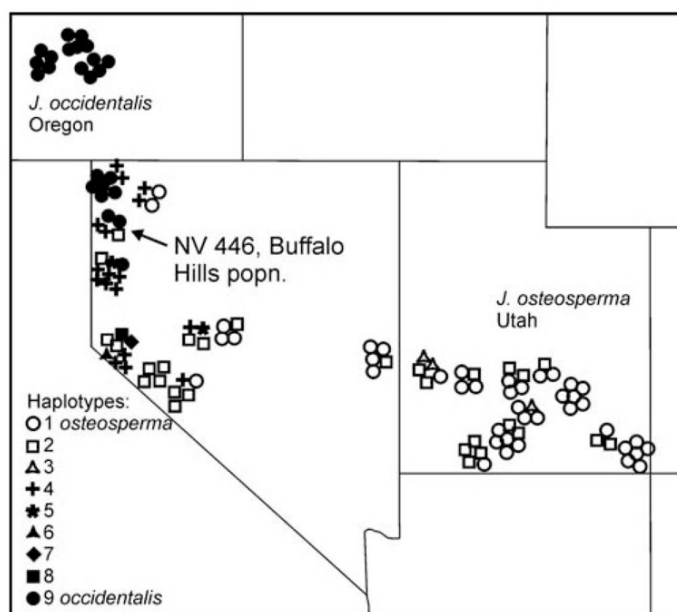 J. occidentalis
Oregon
NV 446, Buffalo
Hills popn.
J. osteosperma
Utah
Haplotypes:
1 osteosperma
2
3
4
5
6
7
8
9 occidentalis